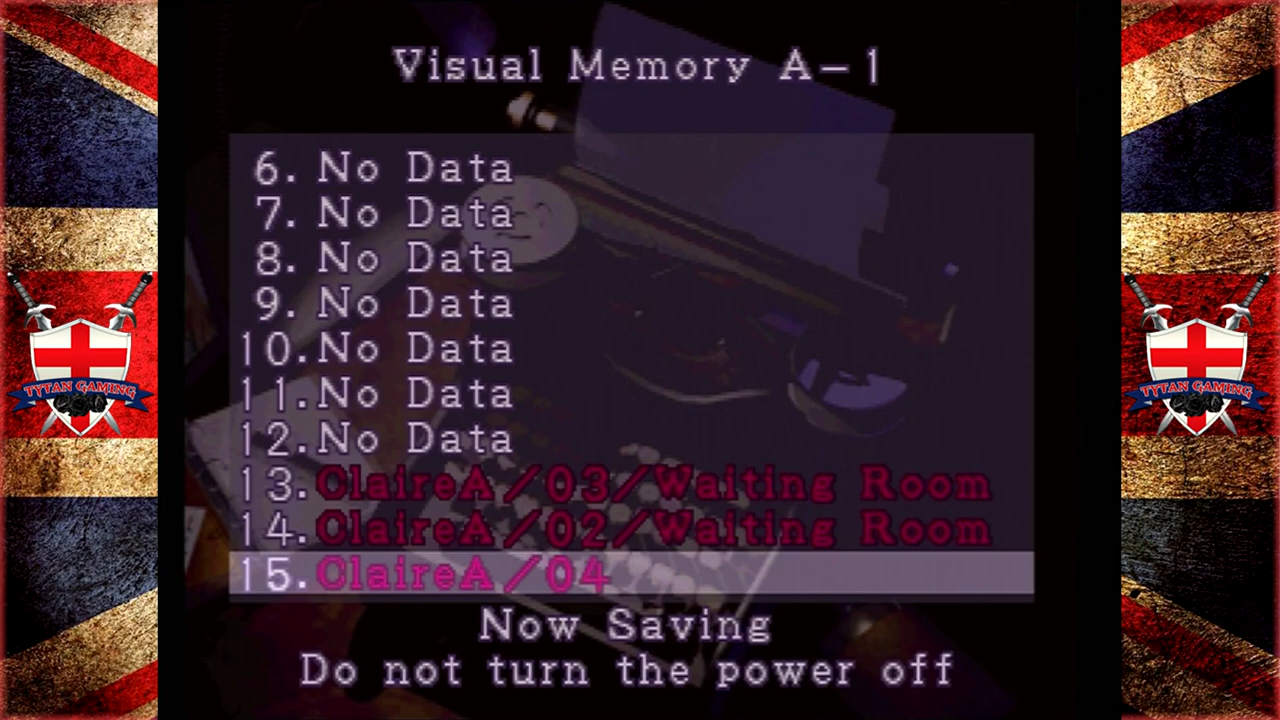 Visual Memory A-1
6. No Data
7. No Data
8. No Data
9. No Data
10. No Data
11. No Data
12. No Data
13. ClaireA/03/Waiting Room
14. ClaireA/02/Waiting Room
15. ClaireA/04
Now Saving
Do not turn the power off
TYTAN GAMING
TYTAN GAMING